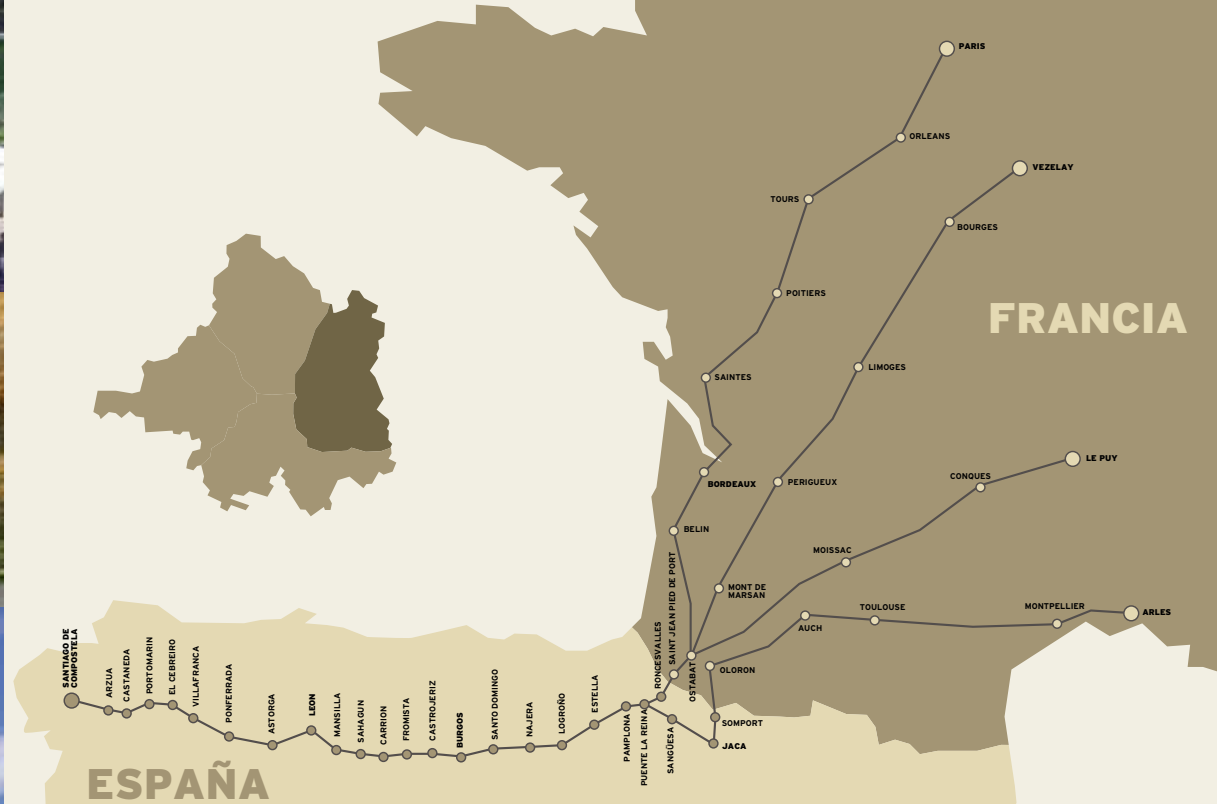 PARIS
ORLEANS
VEZELAY
TOURS
BOURGES
POITIERS
FRANCIA
LIMOGES
SAINTES
LE PUY
CONQUES
BORDEAUX
PERIGUEUX
BELIN
MOISSAC
MONT DE
MARSAN
TOULOUSE
MONTPELLIER
ARLES
AUCH
SANTIAGO DE
COMPOSTELA
ARZUA
CASTANEDA
PORTOMARIN
EL CEBREIRO
VILLAFRANCA
PONFERRADA
ASTORGA
LEON
MANSILLA
SAHAGUN
CARRION
FROMISTA
CASTROJERIZ
BURGOS
SANTO DOMINGO
NAJERA
LOGROÑO
ESTELLA
PAMPLONA
PUENTE LA REINA
RONCESVALLES
SAINT JEAN PIED DE PORT
SANGÜESA
OSTABAT
OLORON
SOMPORT
JACA
ESPAÑA